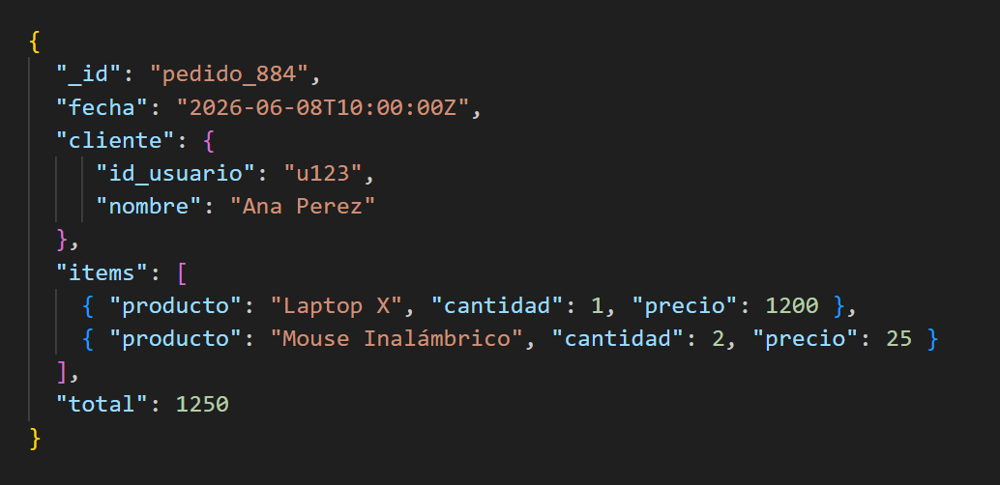 {
"_id": "pedido_884",
"fecha": "2026-06-08T10:00:00Z",
"cliente": {
"id_usuario": "u123",
"nombre": "Ana Perez"
},
"items": [
{ "producto": "Laptop X", "cantidad": 1, "precio": 1200 },
{ "producto": "Mouse Inalámbrico", "cantidad": 2, "precio": 25 }
],
"total": 1250
}